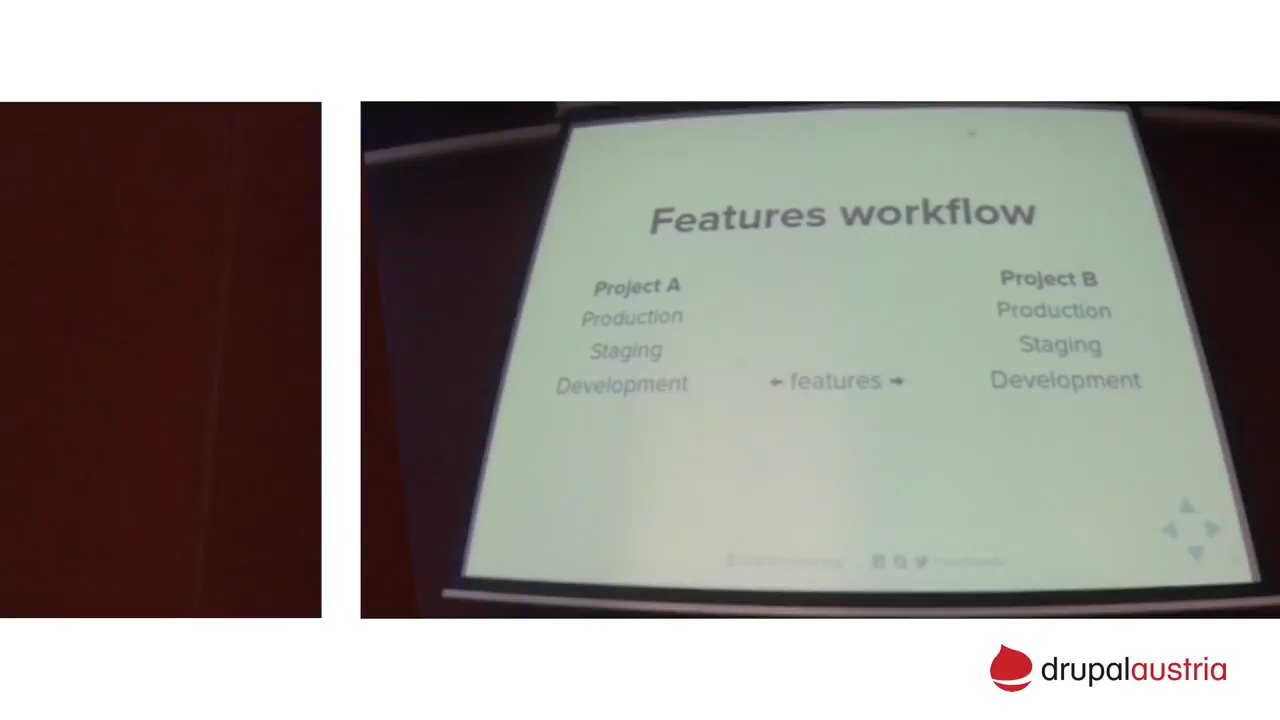 Features workflow
Project A
Production
Staging
Development
← features →
Project B
Production
Staging
Development
drupalaustria